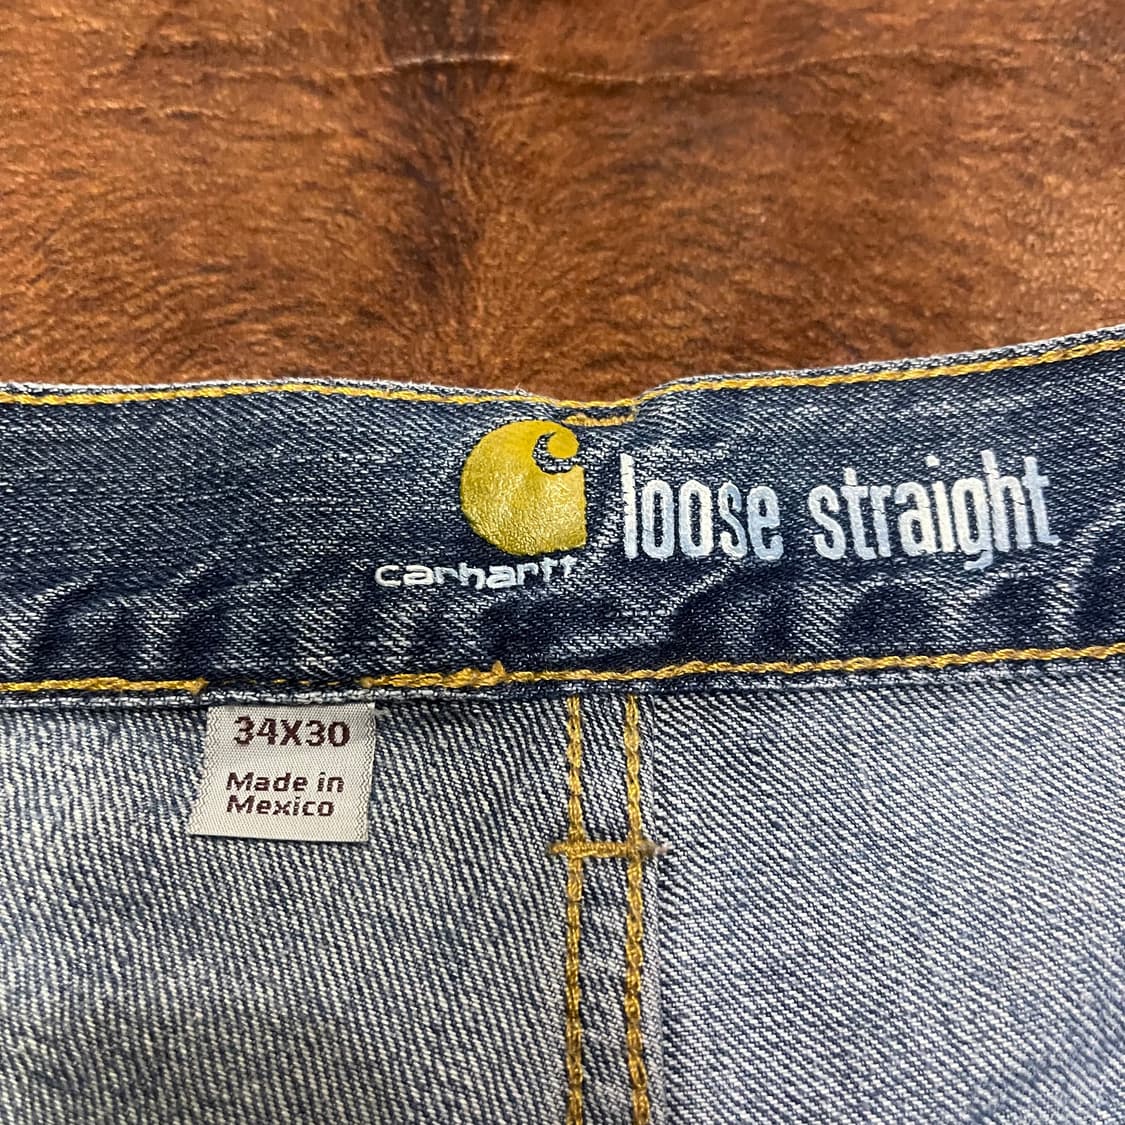 loose straight
carhartt
34X30
Made in
Mexico